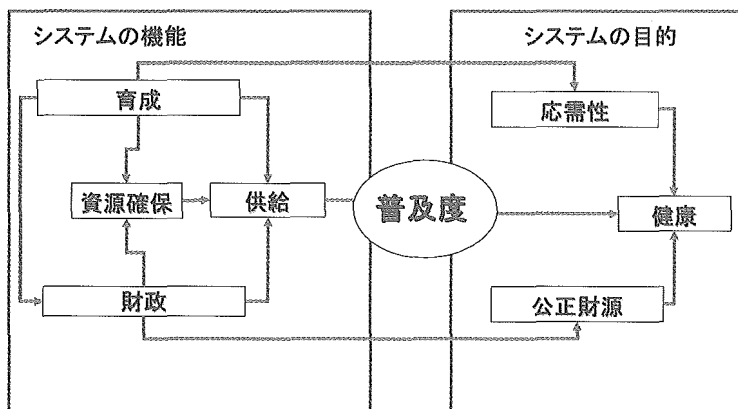 システムの機能
システムの目的
育成
応需性
資源確保
供給
普及度
健康
財政
公正財源